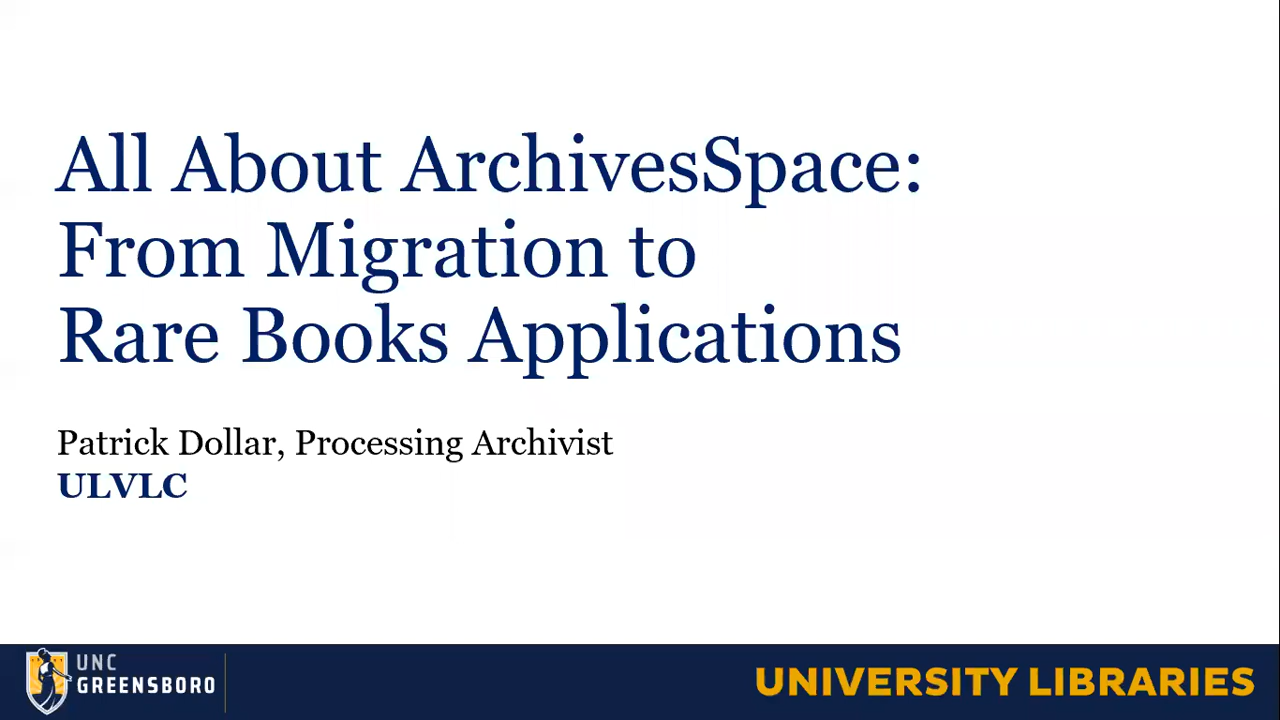 All About ArchivesSpace:
From Migration to
Rare Books Applications
Patrick Dollar, Processing Archivist
ULVLC
UNC
GREENSBORO
UNIVERSITY LIBRARIES